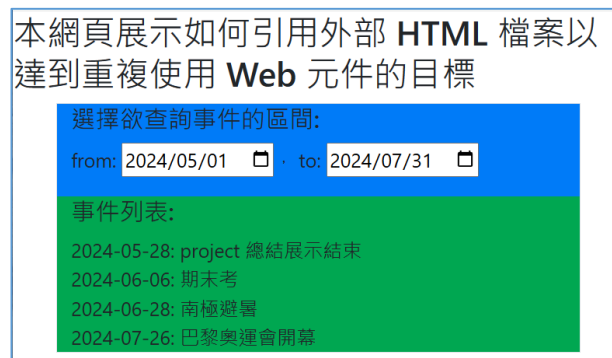 本網頁展示如何引用外部 HTML 檔案以
達到重複使用 Web 元件的目標
選擇欲查詢事件的區間:
from: 2024/05/01 · to: 2024/07/31
事件列表:
2024-05-28: project 總結展示結束
2024-06-06: 期末考
2024-06-28: 南極避暑
2024-07-26: 巴黎奧運會開幕